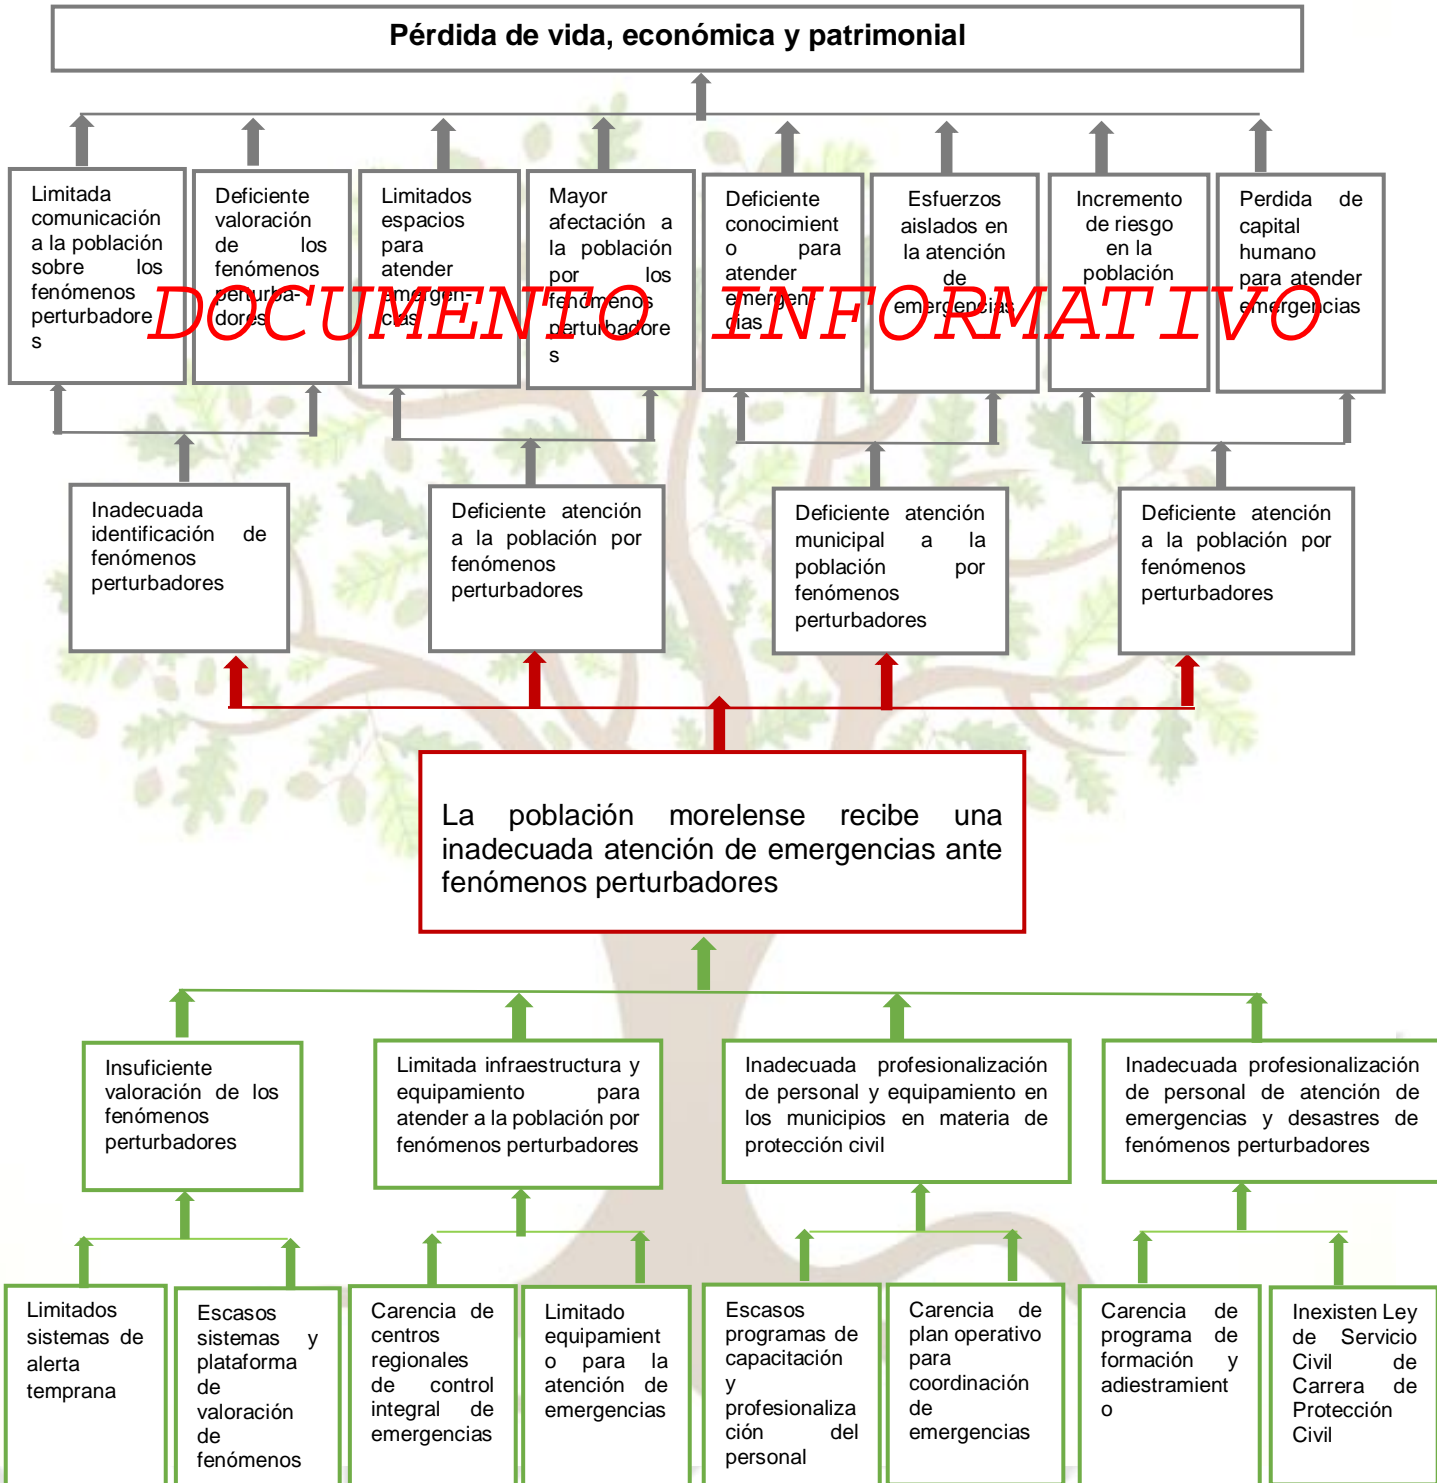 Pérdida de vida, económica y patrimonial
Limitada
comunicación
a la población
sobre los
fenómenos
perturbadore
s
Deficiente
valoración
de los
fenómenos
perturba-
dores
Limitados
espacios
para
atender
emergen-
cias
Mayor
afectación a
la población
por los
fenómenos
perturbadore
s
Deficiente
conocimient
o para
atender
emergen-
cias
Esfuerzos
aislados en
la atención
de
emergencias
Incremento
de riesgo
en la
población
Perdida de
capital
humano
para atender
emergencias
DOCUMENTO INFORMATIVO
Inadecuada
identificación de
fenómenos
perturbadores
Deficiente atención
a la población por
fenómenos
perturbadores
Deficiente atención
municipal a la
población por
fenómenos
perturbadores
Deficiente atención
a la población por
fenómenos
perturbadores
La población morelense recibe una
inadecuada atención de emergencias ante
fenómenos perturbadores
Insuficiente
valoración de los
fenómenos
perturbadores
Limitada infraestructura y
equipamiento para
atender a la población por
fenómenos perturbadores
Inadecuada profesionalización
de personal y equipamiento en
los municipios en materia de
protección civil
Inadecuada profesionalización
de personal de atención de
emergencias y desastres de
fenómenos perturbadores
Limitados
sistemas de
alerta
temprana
Escasos
sistemas y
plataforma
de
valoración
de
fenómenos
Carencia de
centros
regionales
de control
integral de
emergencias
Limitado
equipamient
o para la
atención de
emergencias
Escasos
programas de
capacitación
y
profesionaliza
ción del
personal
Carencia de
plan operativo
para
coordinación
de
emergencias
Carencia de
programa de
formación y
adiestramient
o
Inexisten Ley
de Servicio
Civil de
Carrera de
Protección
Civil